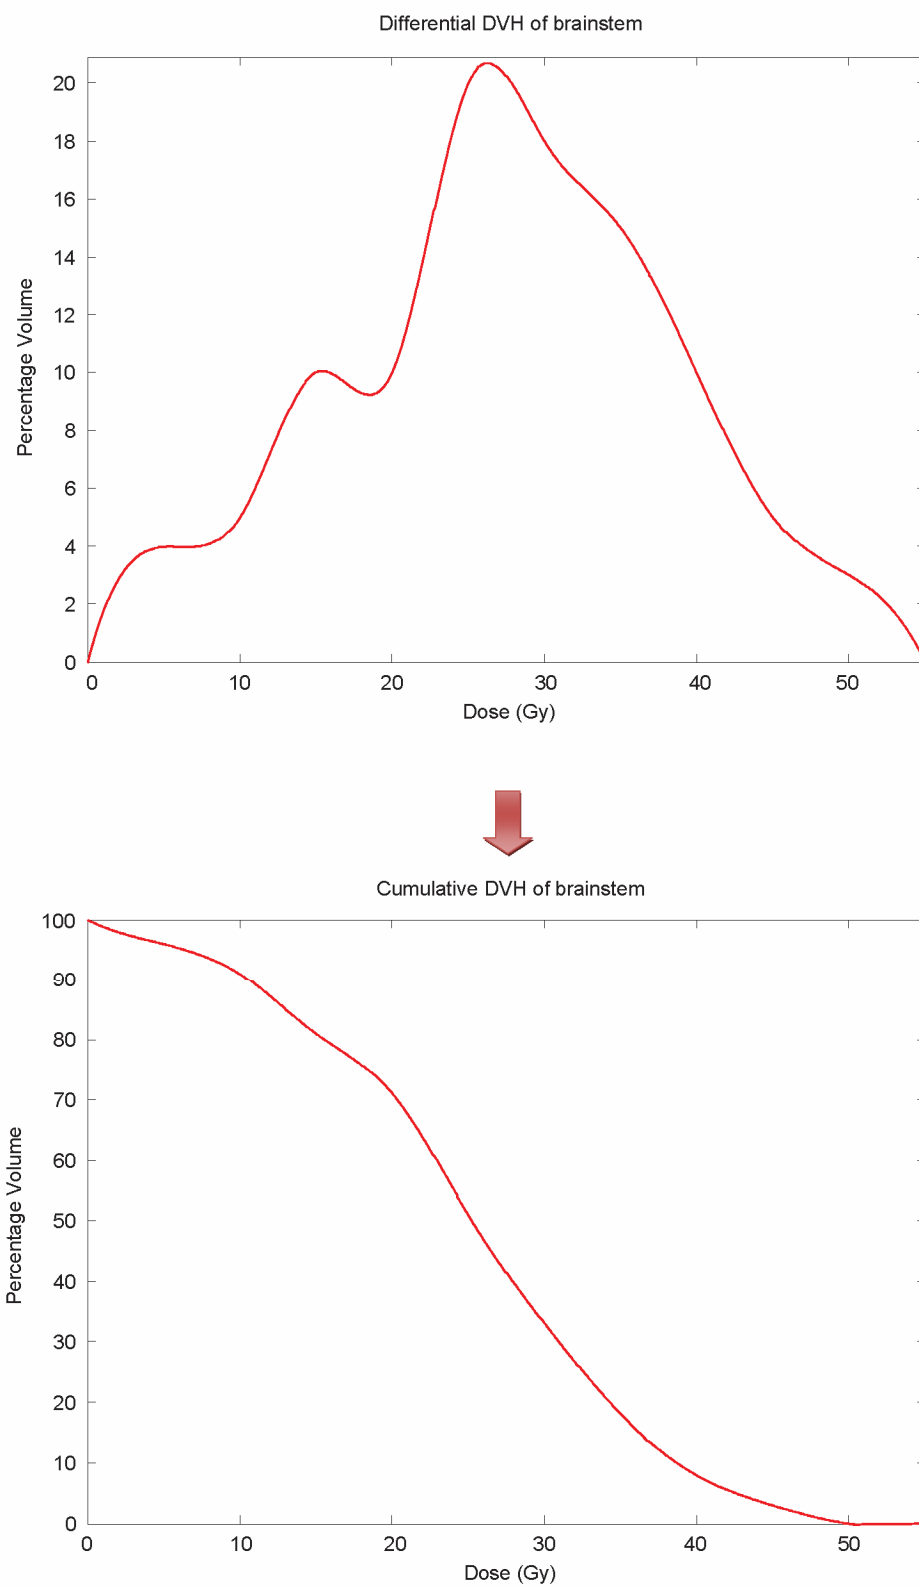 Differential DVH of brainstem
20
18
16
14
12
10
8
6
4
2
0
Percentage Volume
0 10 20 30 40 50
Dose (Gy)
Cumulative DVH of brainstem
100
90
80
70
60
50
40
30
20
10
0
Percentage Volume
0 10 20 30 40 50
Dose (Gy)